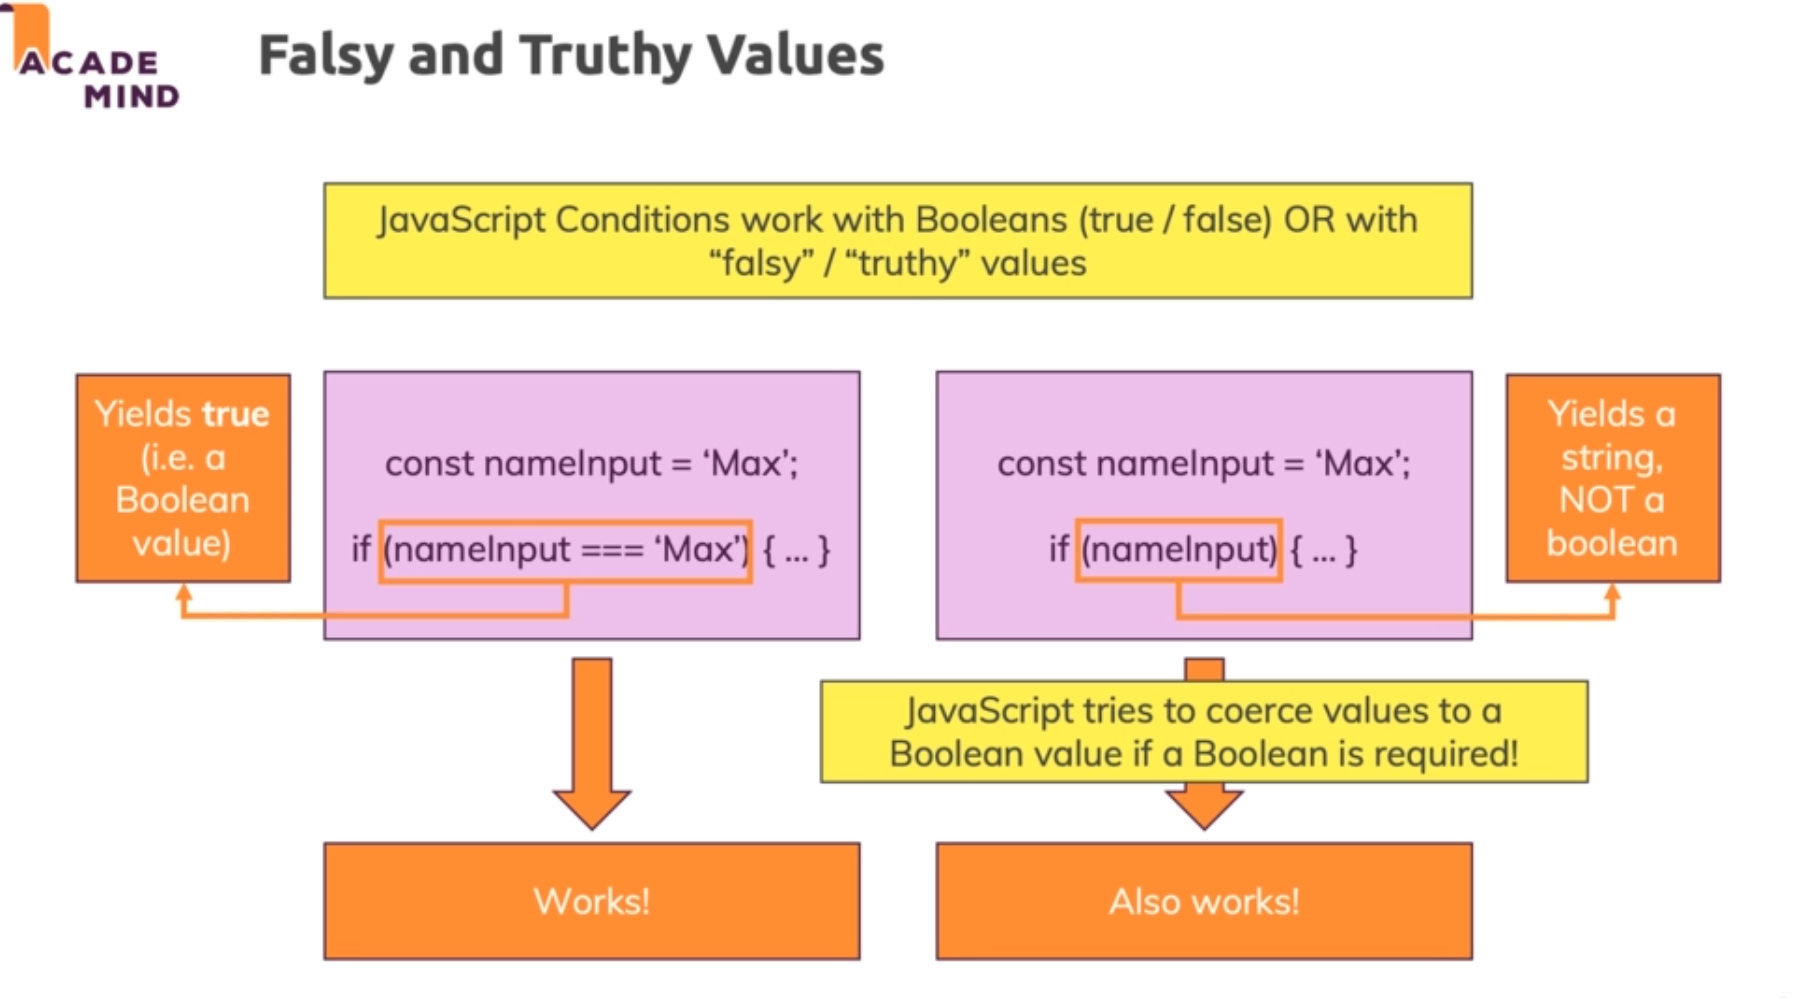 ACADE
MIND
Falsy and Truthy Values
JavaScript Conditions work with Booleans (true / false) OR with
“falsy” / “truthy” values
Yields true
(i.e. a
Boolean
value)
const nameInput = ‘Max’;
if (nameInput === ‘Max’) { ... }
const nameInput = ‘Max’;
if (nameInput) { ... }
Yields a
string,
NOT a
boolean
JavaScript tries to coerce values to a
Boolean value if a Boolean is required!
Works!
Also works!